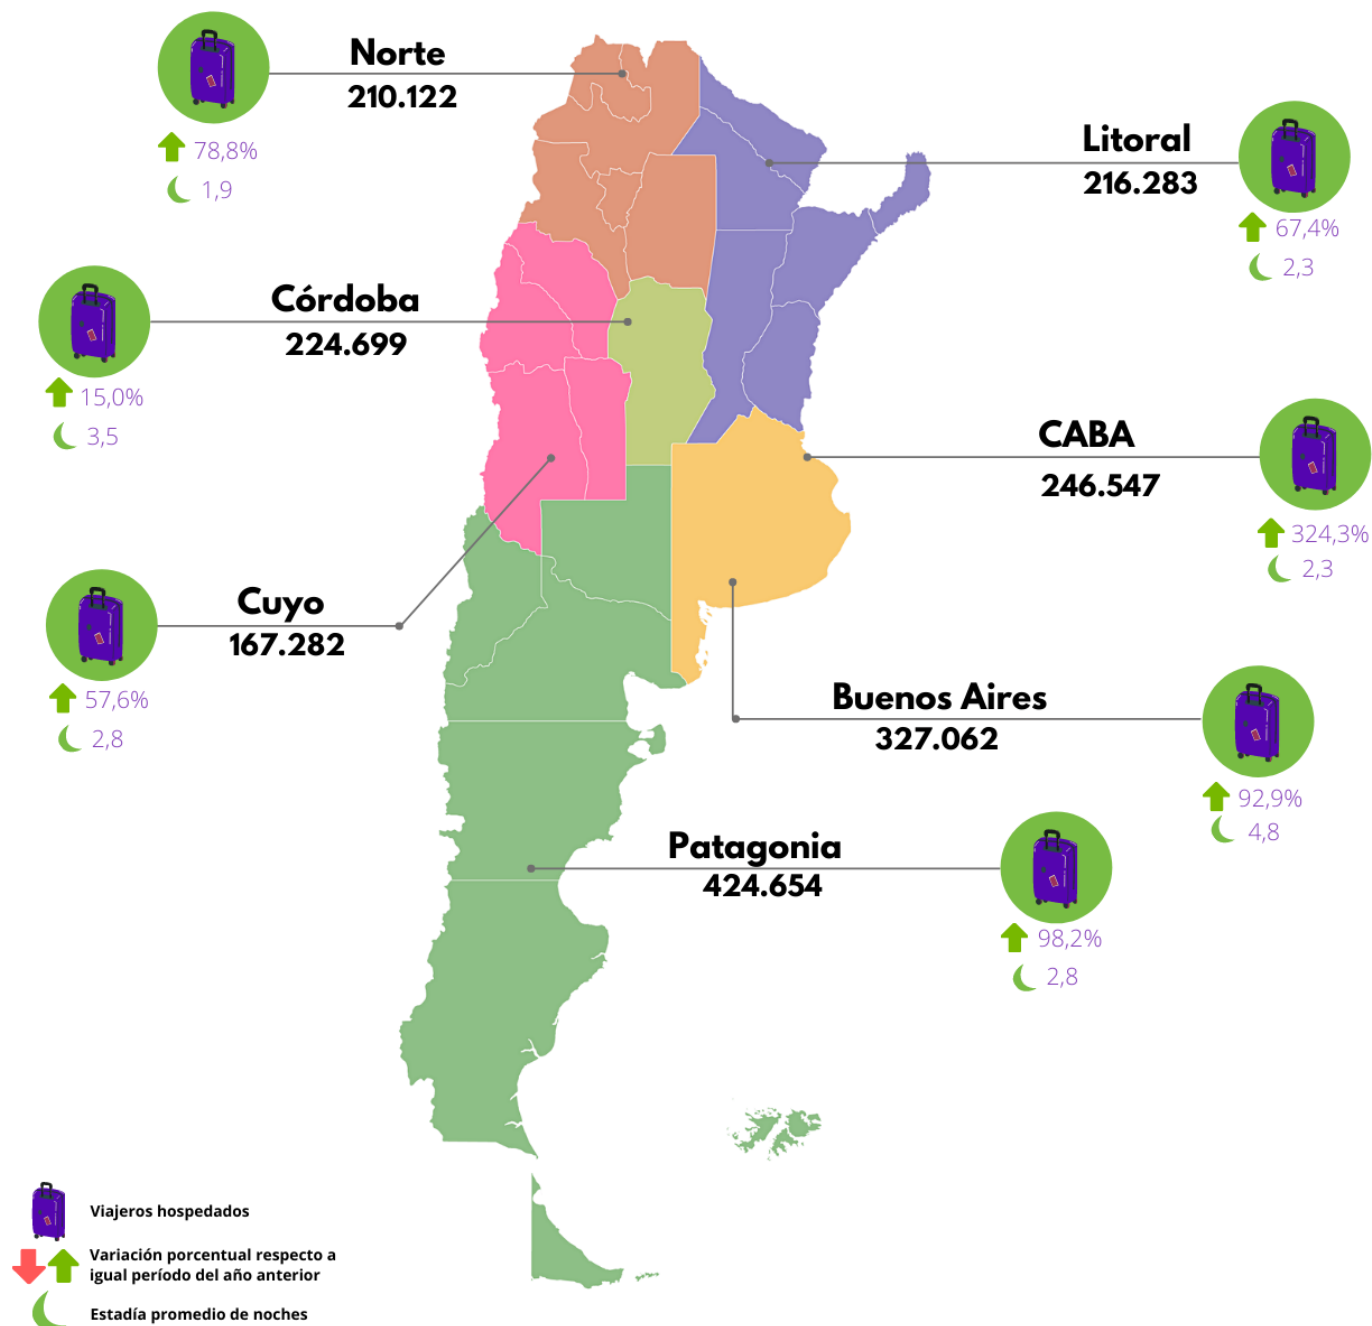 Norte
210.122
78,8%
1,9
Litoral
216.283
67,4%
2,3
Córdoba
224.699
15,0%
3,5
CABA
246.547
324,3%
2,3
Cuyo
167.282
57,6%
2,8
Buenos Aires
327.062
92,9%
4,8
Patagonia
424.654
98,2%
2,8
Viajeros hospedados
Variación porcentual respecto a
igual período del año anterior
Estadía promedio de noches